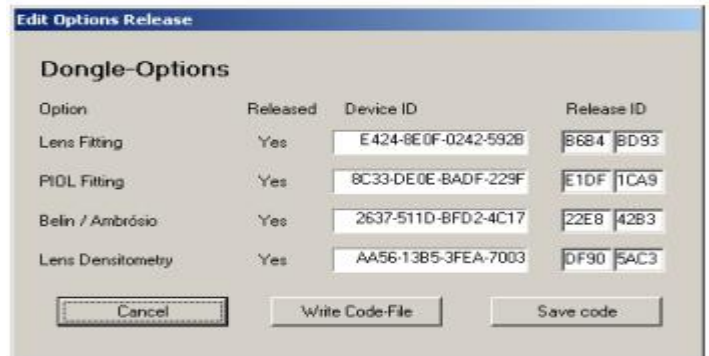 Edit Options Release
Dongle-Options
Option Released Device ID Release ID
Lens Fitting Yes E424-8E0F-0242-592B B6B4 BD93
PIOL Fitting Yes 8C33-DE0E-BADF-229F E1DF 1CA9
Belin / Ambrósio Yes 2637-511D-BFD2-4C17 22E8 42B3
Lens Densitometry Yes AA56-13B5-3FEA-7003 DF90 5AC3
Cancel Write Code-File Save code